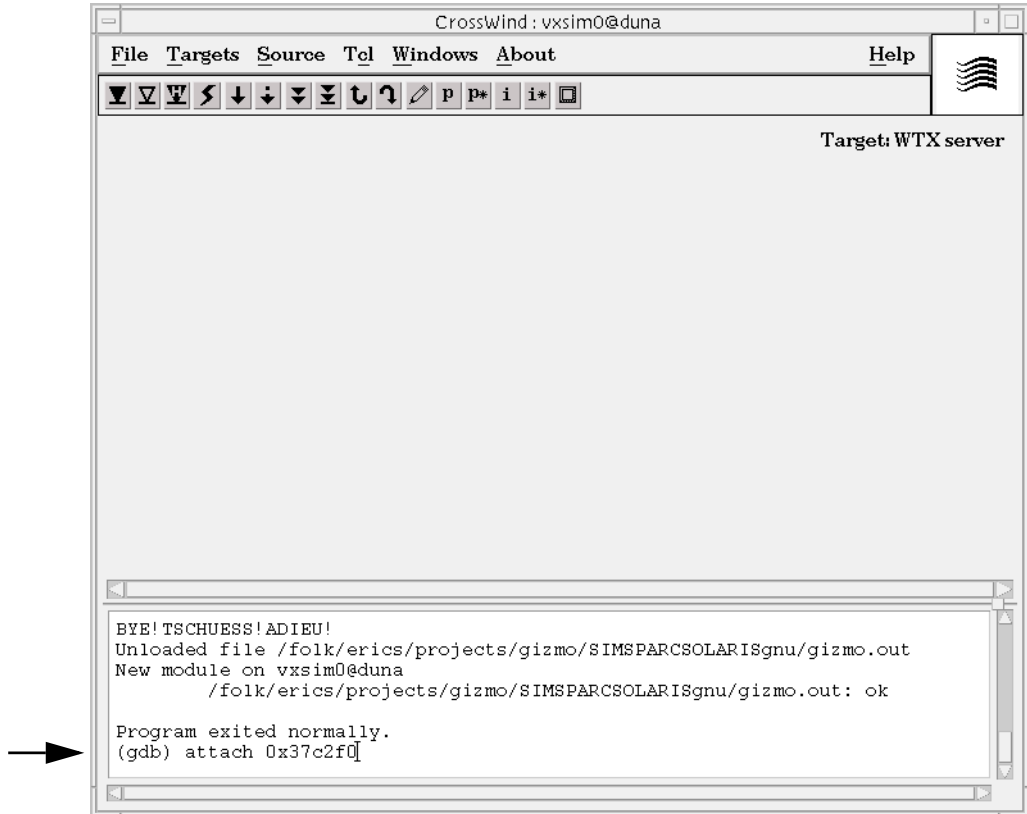 CrossWind : vxsim0@duna
File Targets Source Tcl Windows About Help
p p* i i*
Target: WTX server
BYE!TSCHUESS!ADIEU!
Unloaded file /folk/erics/projects/gizmo/SIMSPARCSOLARISgnu/gizmo.out
New module on vxsim0@duna
/folk/erics/projects/gizmo/SIMSPARCSOLARISgnu/gizmo.out: ok
Program exited normally.
(gdb) attach 0x37c2f0